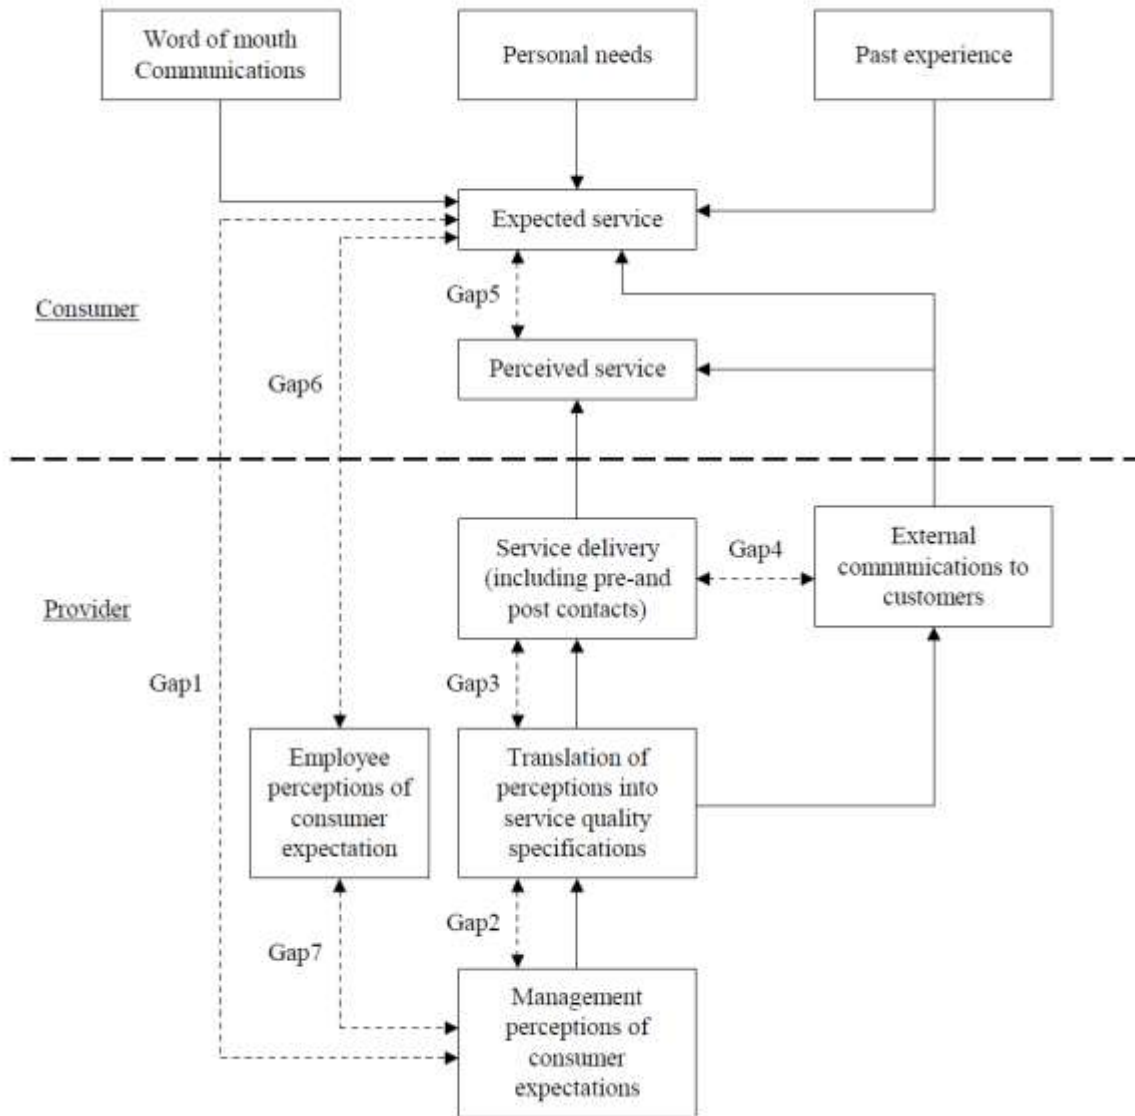 Word of mouth
Communications
Personal needs
Past experience
Expected service
Gap5
Consumer
Perceived service
Gap6
Service delivery
(including pre-and
post contacts)
Gap4
External
communications to
customers
Provider
Gap1
Gap3
Employee
perceptions of
consumer
expectation
Translation of
perceptions into
service quality
specifications
Gap2
Gap7
Management
perceptions of
consumer
expectations